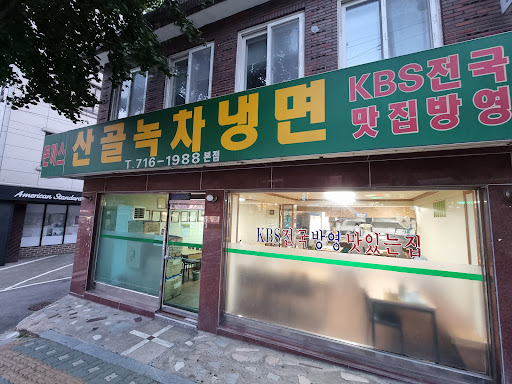 산골녹차냉면
KBS전국
맛집방영
T.716-1988 본점
American Standard
KBS전국방영 맛있는집